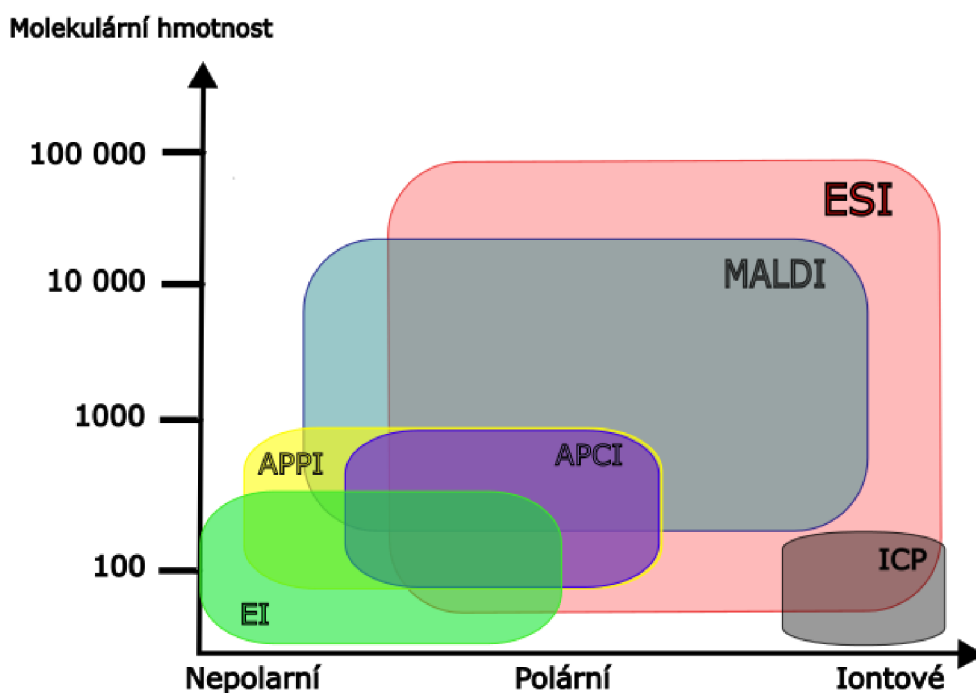 Molekulární hmotnost
100 000
ESI
10 000
MALDI
1000
APPI
APCI
100
ICP
EI
Nepolarní
Polární
Iontové